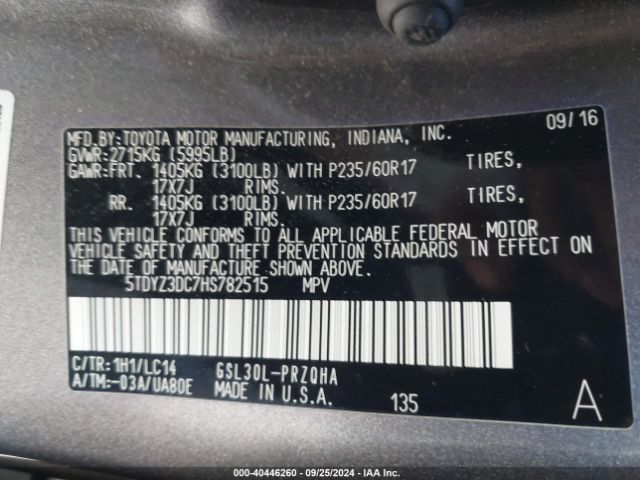 MFD.BY:TOYOTA MOTOR MANUFACTURING, INDIANA, INC. 09/16
GVWR:2715KG (5995LB)
GAWR:FRT. 1405KG (3100LB) WITH P235/60R17 TIRES,
17X7J RIMS.
RR. 1405KG (3100LB) WITH P235/60R17 TIRES,
17X7J RIMS.
THIS VEHICLE CONFORMS TO ALL APPLICABLE FEDERAL MOTOR
VEHICLE SAFETY AND THEFT PREVENTION STANDARDS IN EFFECT ON
THE DATE OF MANUFACTURE SHOWN ABOVE.
5TDYZ3DC7HS782515 MPV
C/TR:1H1/LC14 GSL30L-PRZQHA
A/TM:-03A/UA80E MADE IN U.S.A. 135 A
000-40446260 - 09/25/2024 - IAA Inc.